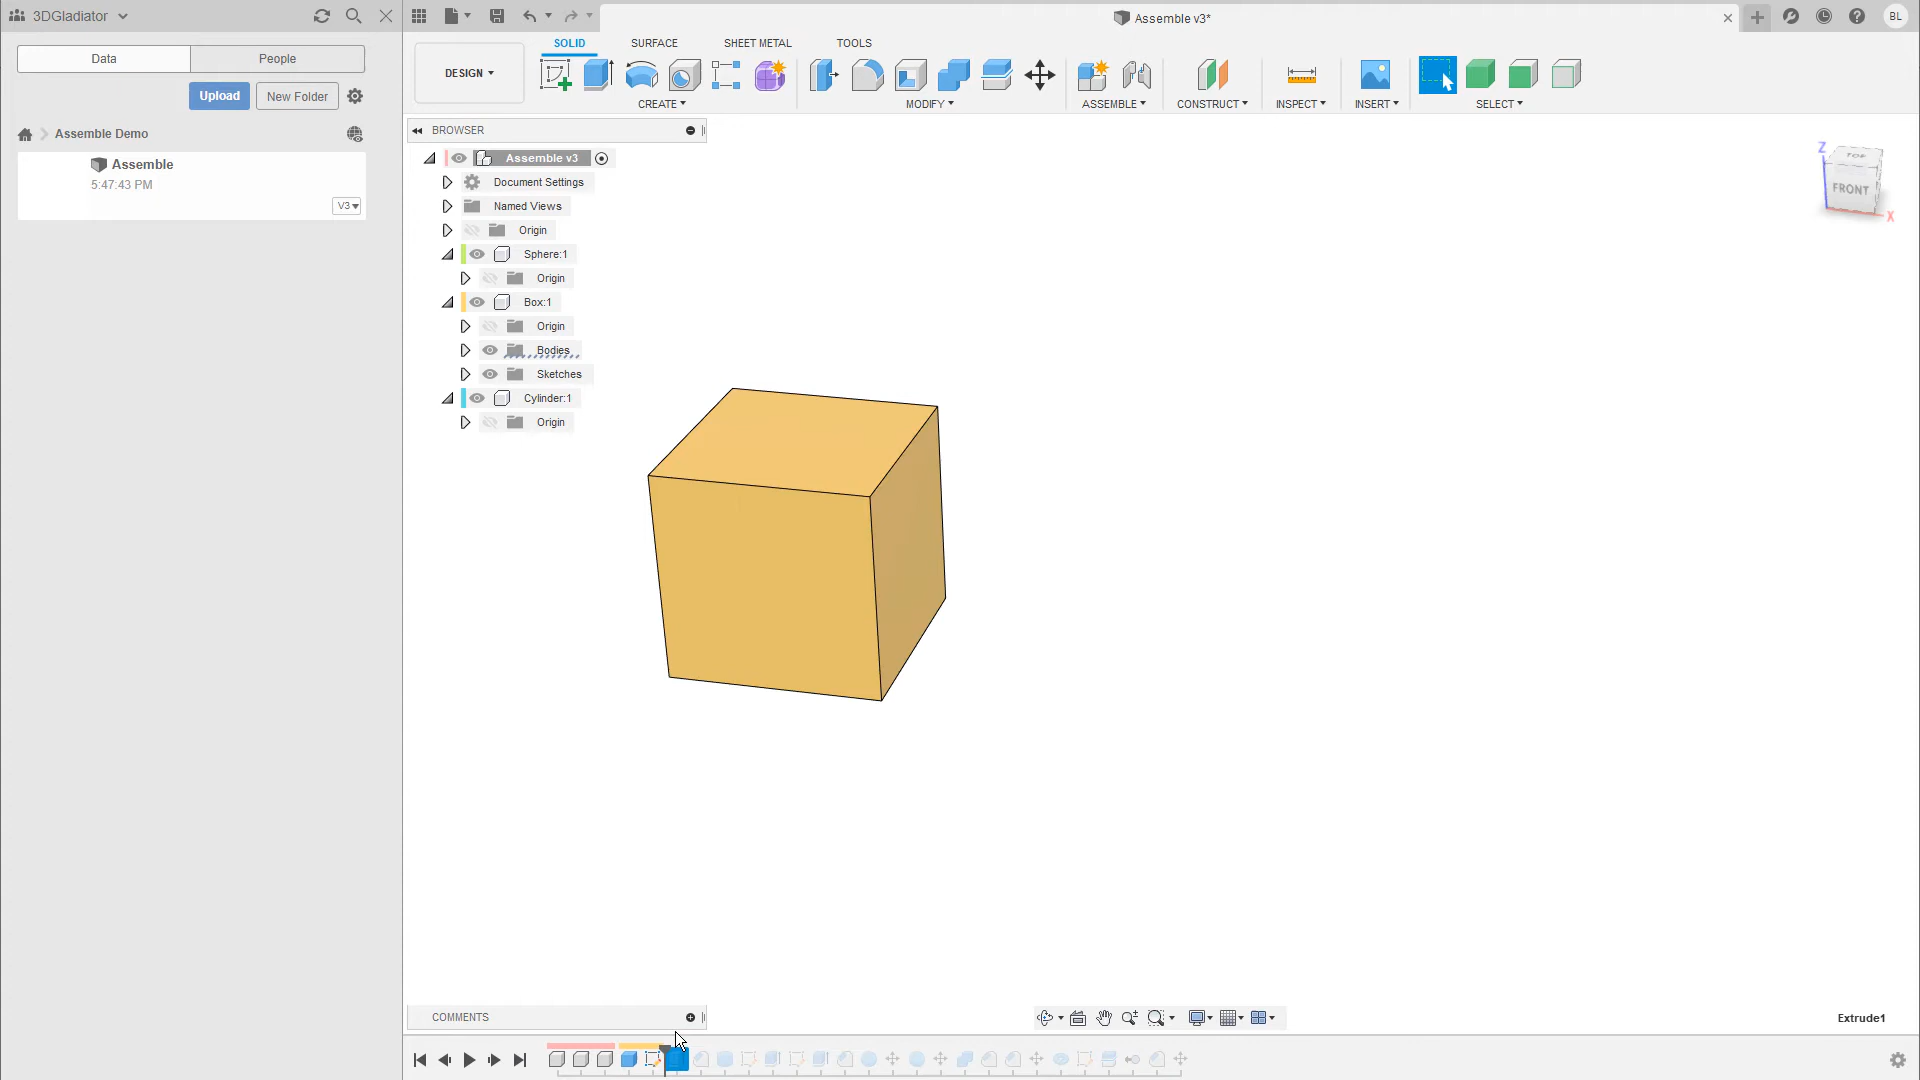 3DGladiator
Assemble v3*
BL
Data
People
Upload
New Folder
Assemble Demo
Assemble
5:47:43 PM
V3
DESIGN
SOLID
SURFACE
SHEET METAL
TOOLS
CREATE
MODIFY
ASSEMBLE
CONSTRUCT
INSPECT
INSERT
SELECT
BROWSER
Assemble v3
Document Settings
Named Views
Origin
Sphere:1
Origin
Box:1
Origin
Bodies
Sketches
Cylinder:1
Origin
Z
TOP
FRONT
X
COMMENTS
Extrude1